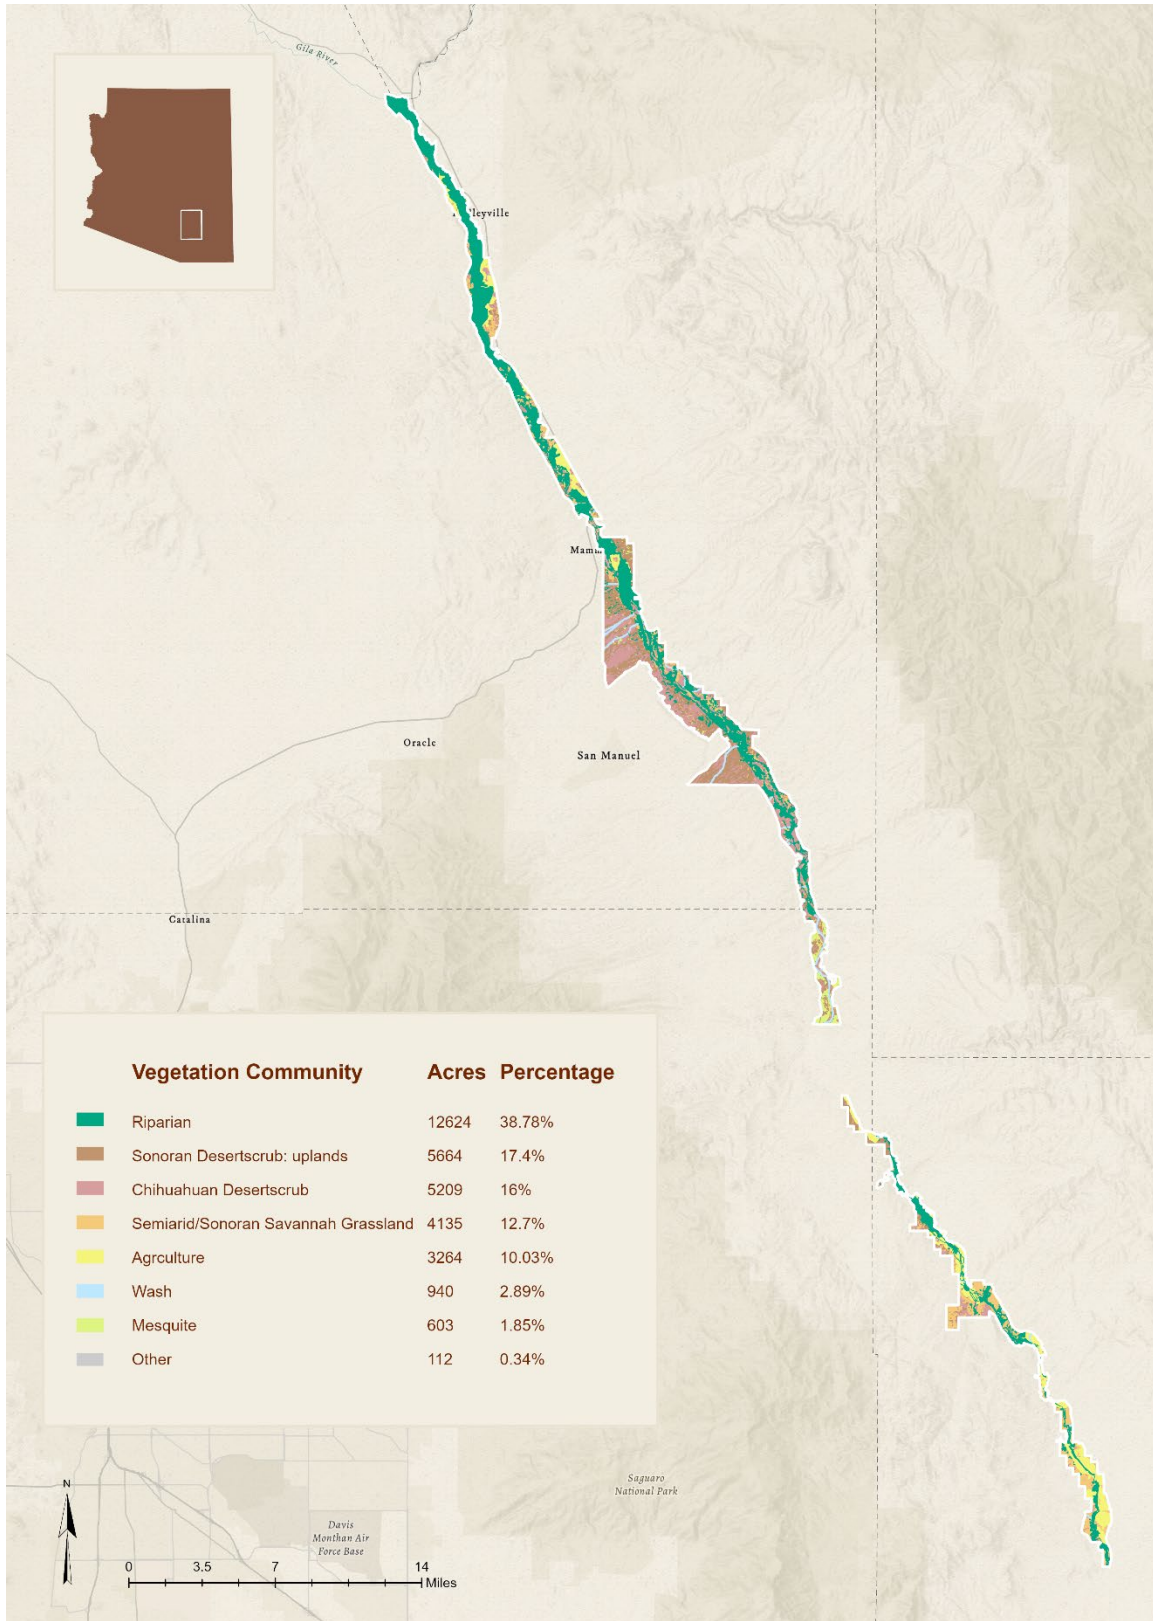 Gila River
Oracle
San Manuel
Catalina
Vegetation Community Acres Percentage
Riparian 12624 38.78%
Sonoran Desertscrub: uplands 5664 17.4%
Chihuahuan Desertscrub 5209 16%
Semiarid/Sonoran Savannah Grassland 4135 12.7%
Agrculture 3264 10.03%
Wash 940 2.89%
Mesquite 603 1.85%
Other 112 0.34%
Saguaro
National Park
N
Davis
Monthan Air
Force Base
0 3.5 7 14
Miles